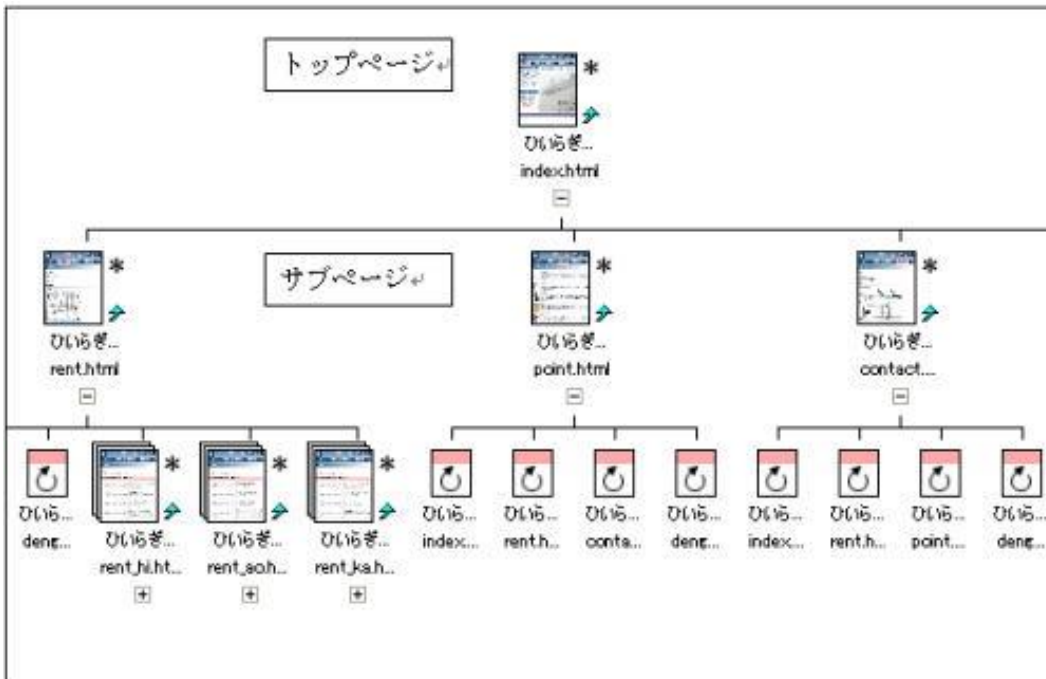 トップページ
ひいらぎ...
index.html
サブページ
ひいらぎ...
rent.html
ひいらぎ...
point.html
ひいらぎ...
contact....
ひいら...
deng...
ひいらぎ...
rent_hi.ht...
ひいらぎ...
rent_ao.h...
ひいらぎ...
rent_ka.h...
ひいら...
index....
ひいら...
rent.h...
ひいら...
conta...
ひいら...
deng...
ひいら...
index....
ひいら...
rent.h...
ひいら...
point....
ひいら...
deng...